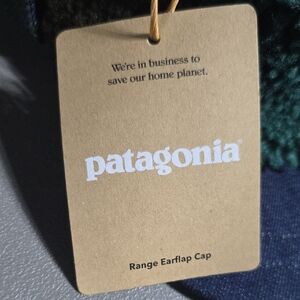 We're in business to
save our home planet.
patagonia®
Range Earflap Cap